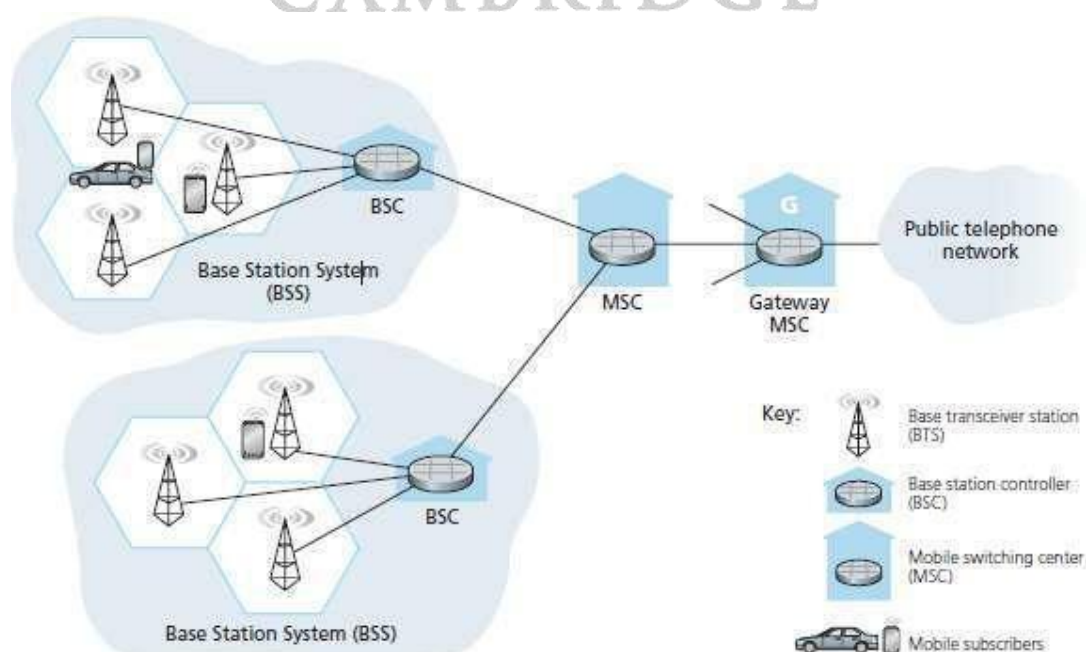 CAMBRIDGE
BSC
Base Station System
(BSS)
MSC
G
Gateway
MSC
Public telephone
network
BSC
Base Station System (BSS)
Key:
Base transceiver station
(BTS)
Base station controller
(BSC)
Mobile switching center
(MSC)
Mobile subscribers